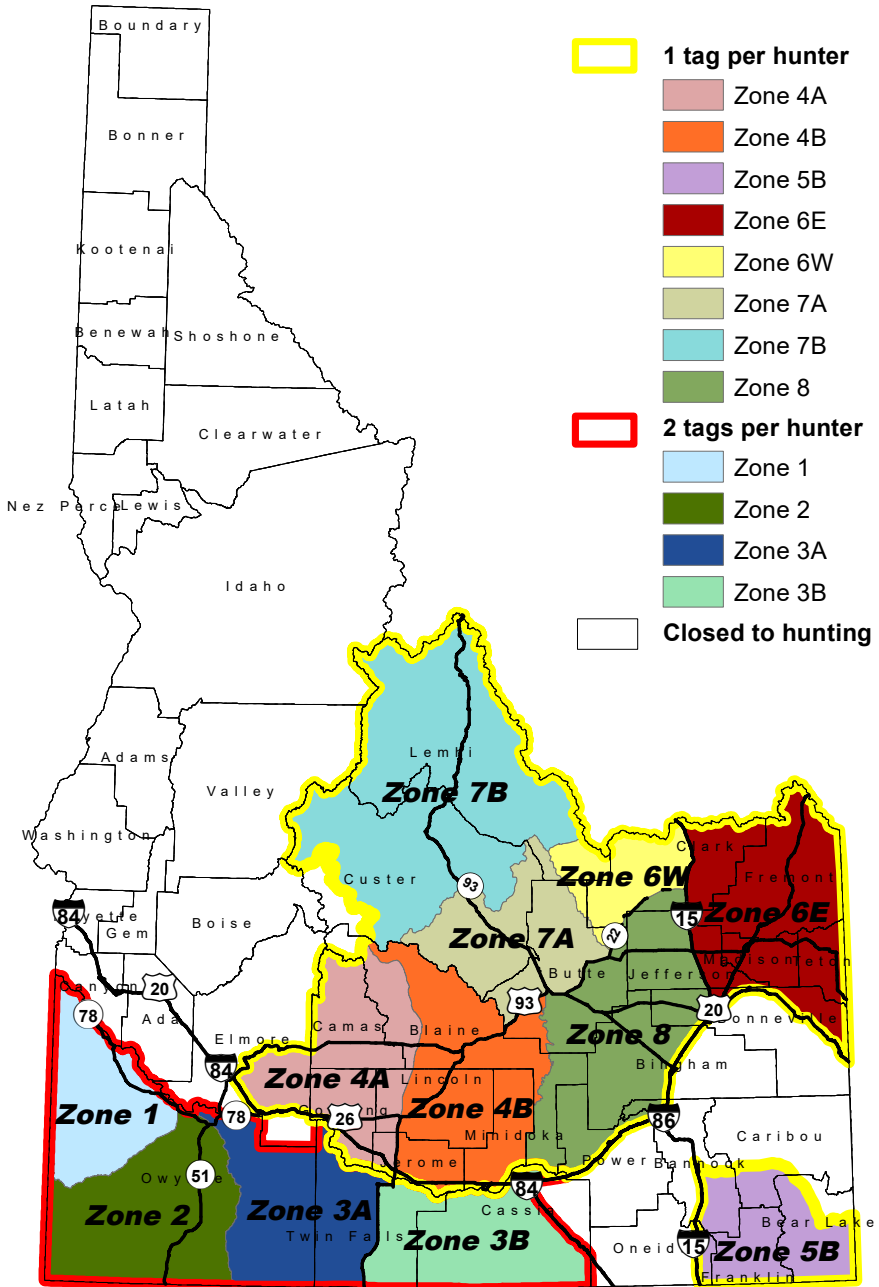 1 tag per hunter
Zone 4A
Zone 4B
Zone 5B
Zone 6E
Zone 6W
Zone 7A
Zone 7B
Zone 8
2 tags per hunter
Zone 1
Zone 2
Zone 3A
Zone 3B
Closed to hunting
Boundary
Bonner
Kootenai
Benewah
Shoshone
Latah
Clearwater
Nez Perce
Lewis
Idaho
Lemhi
Adams
Zone 7B
Valley
Washington
Clark
Custer
Zone 6W
Fremont
93
84
Boise
15
Zone 6E
Gem
22
Zone 7A
Madison
Teton
Butte
Jefferson
20
Canyon
93
20
78
Ada
Bonneville
Elmore
Camas
Blaine
Zone 8
84
Bingham
Zone 4A
Lincoln
Zone 1
78
Gooding
26
Zone 4B
86
Minidoka
Caribou
Jerome
Power
Bannock
Owyhee
51
84
Cassia
Zone 2
Zone 3A
Bear Lake
Twin Falls
Zone 3B
Oneida
15
Zone 5B
Franklin